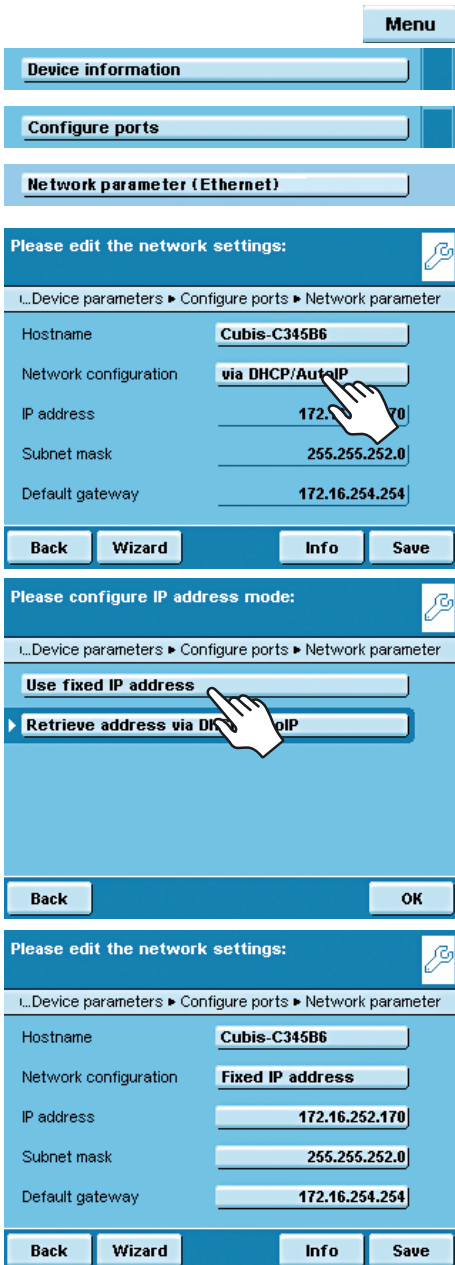 Menu
Device information
Configure ports
Network parameter (Ethernet)
Please edit the network settings:
...Device parameters ▸ Configure ports ▸ Network parameter
Hostname Cubis-C345B6
Network configuration via DHCP/AutoIP
IP address 172. 70
Subnet mask 255.255.252.0
Default gateway 172.16.254.254
Back Wizard Info Save
Please configure IP address mode:
...Device parameters ▸ Configure ports ▸ Network parameter
Use fixed IP address
Retrieve address via
Back OK
Please edit the network settings:
...Device parameters ▸ Configure ports ▸ Network parameter
Hostname Cubis-C345B6
Network configuration Fixed IP address
IP address 172.16.252.170
Subnet mask 255.255.252.0
Default gateway 172.16.254.254
Back Wizard Info Save